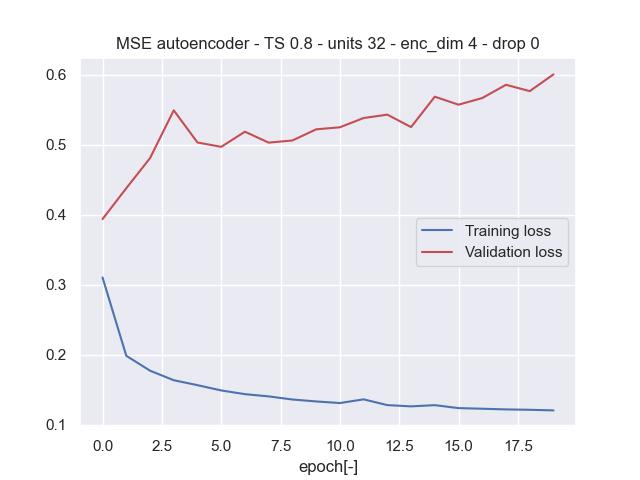 MSE autoencoder - TS 0.8 - units 32 - enc_dim 4 - drop 0
0.6
0.5
0.4
0.3
0.2
0.1
Training loss
Validation loss
0.0 2.5 5.0 7.5 10.0 12.5 15.0 17.5
epoch[-]